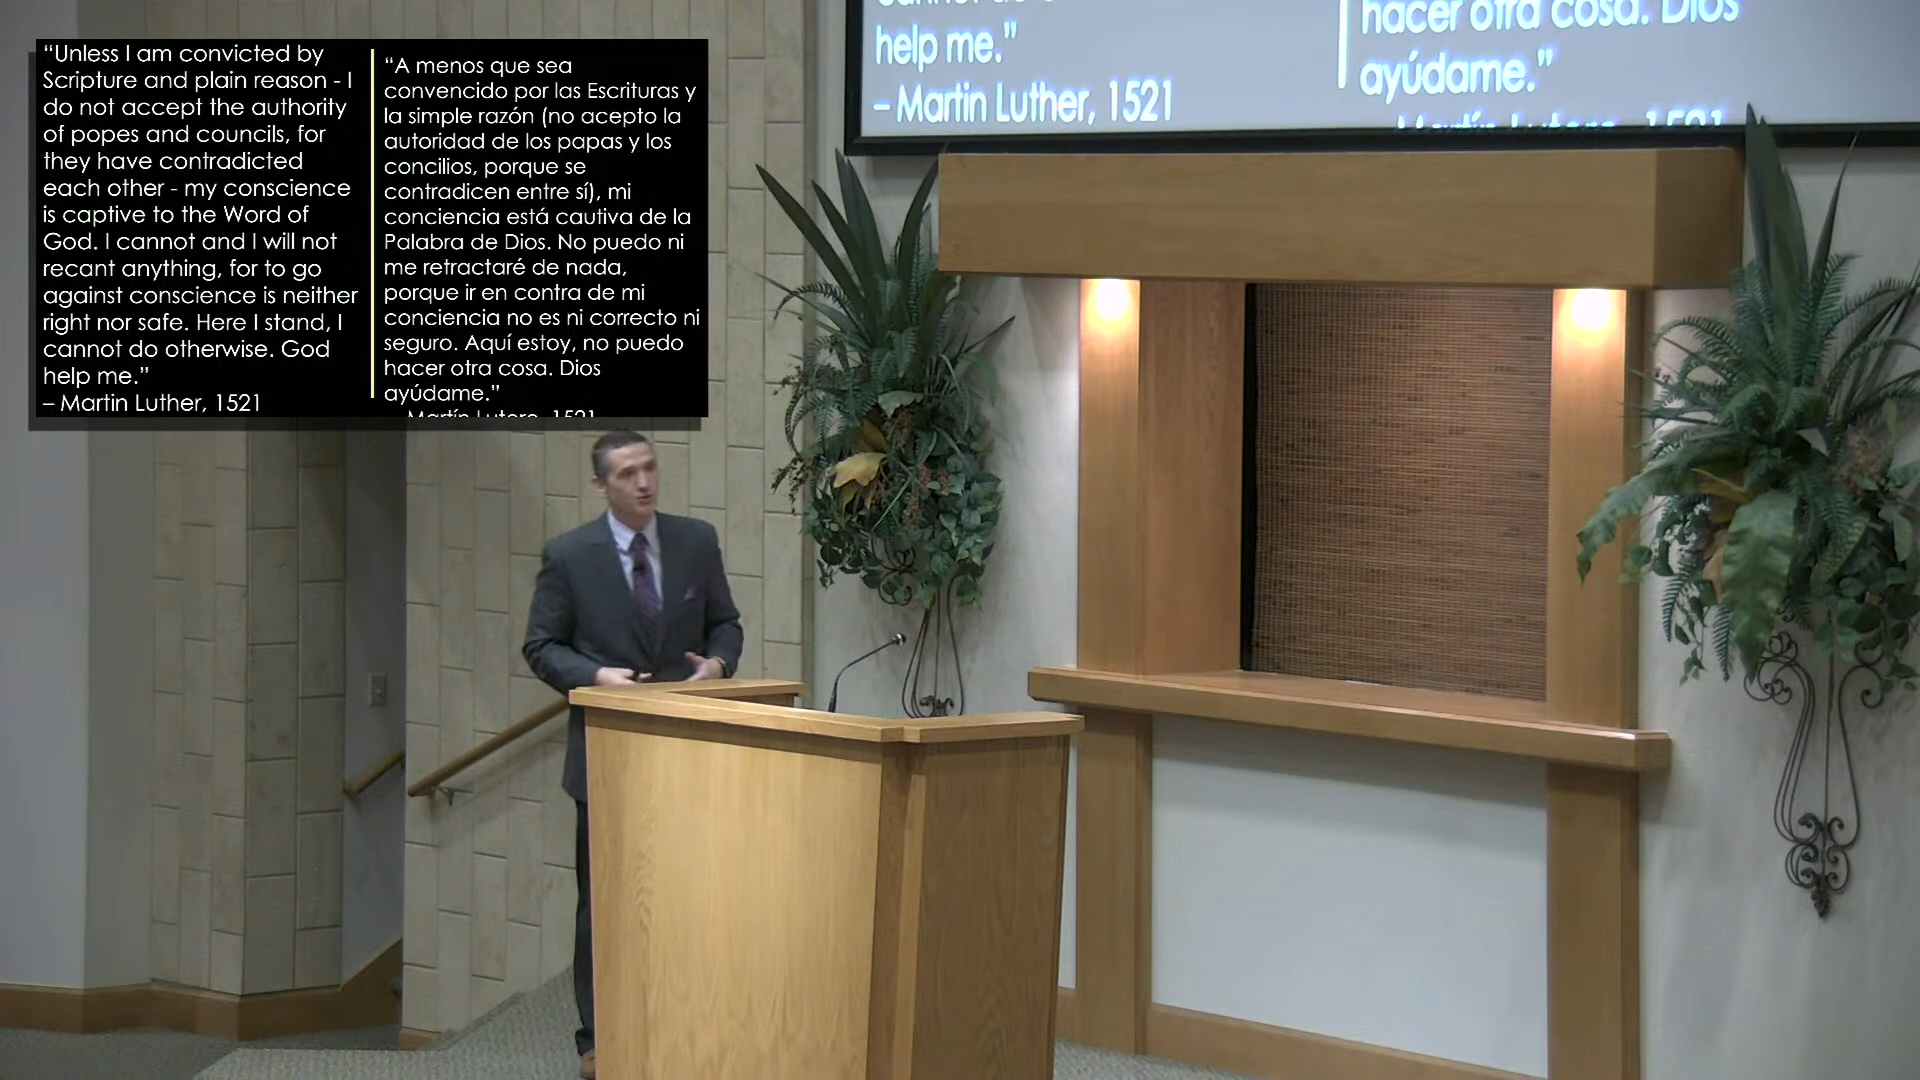 “Unless I am convicted by
Scripture and plain reason - I
do not accept the authority
of popes and councils, for
they have contradicted
each other - my conscience
is captive to the Word of
God. I cannot and I will not
recant anything, for to go
against conscience is neither
right nor safe. Here I stand, I
cannot do otherwise. God
help me.”
– Martin Luther, 1521
“A menos que sea
convencido por las Escrituras y
la simple razón (no acepto la
autoridad de los papas y los
concilios, porque se
contradicen entre sí), mi
conciencia está cautiva de la
Palabra de Dios. No puedo ni
me retractaré de nada,
porque ir en contra de mi
conciencia no es ni correcto ni
seguro. Aquí estoy, no puedo
hacer otra cosa. Dios
ayúdame.”
Martín Lutero, 1521
help me.”
– Martin Luther, 1521
hacer otra cosa. Dios
ayúdame.”
Martín Lutero, 1521